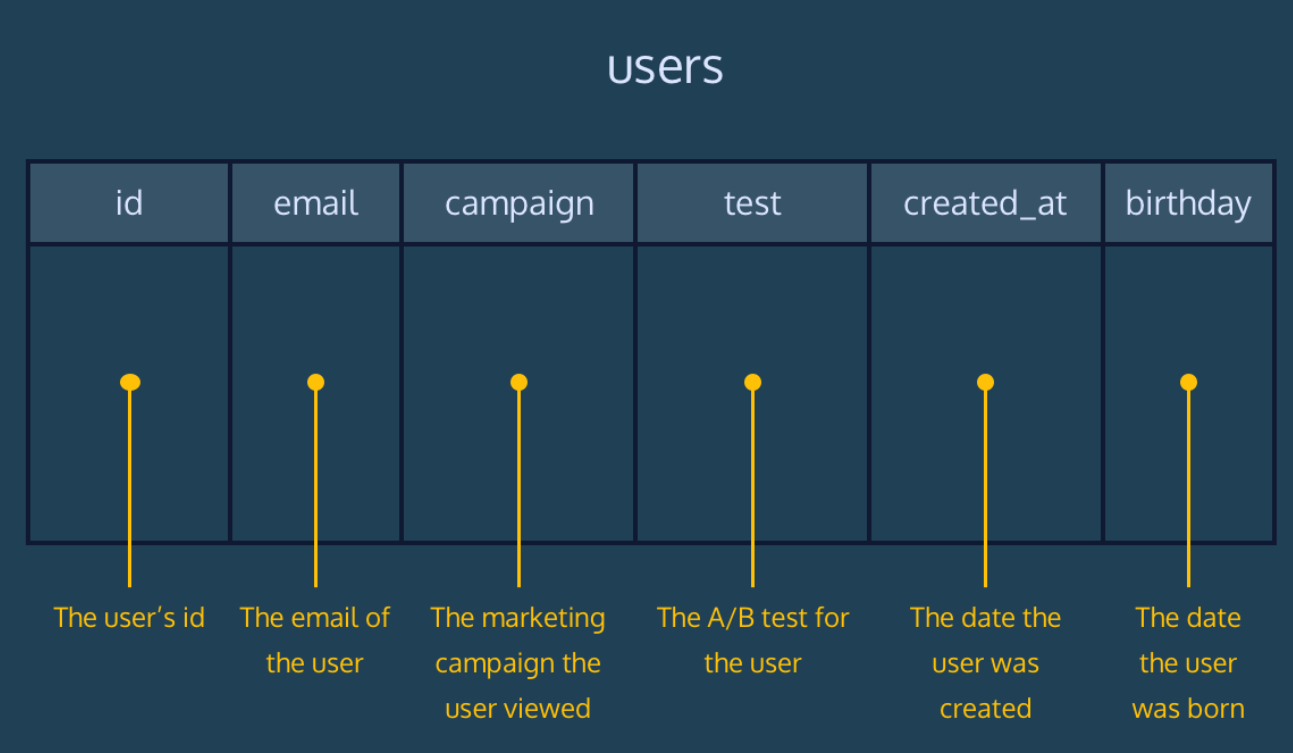 users
id email campaign test created_at birthday
The user’s id The email of The marketing The A/B test for The date the The date
the user campaign the the user user was the user
user viewed created was born